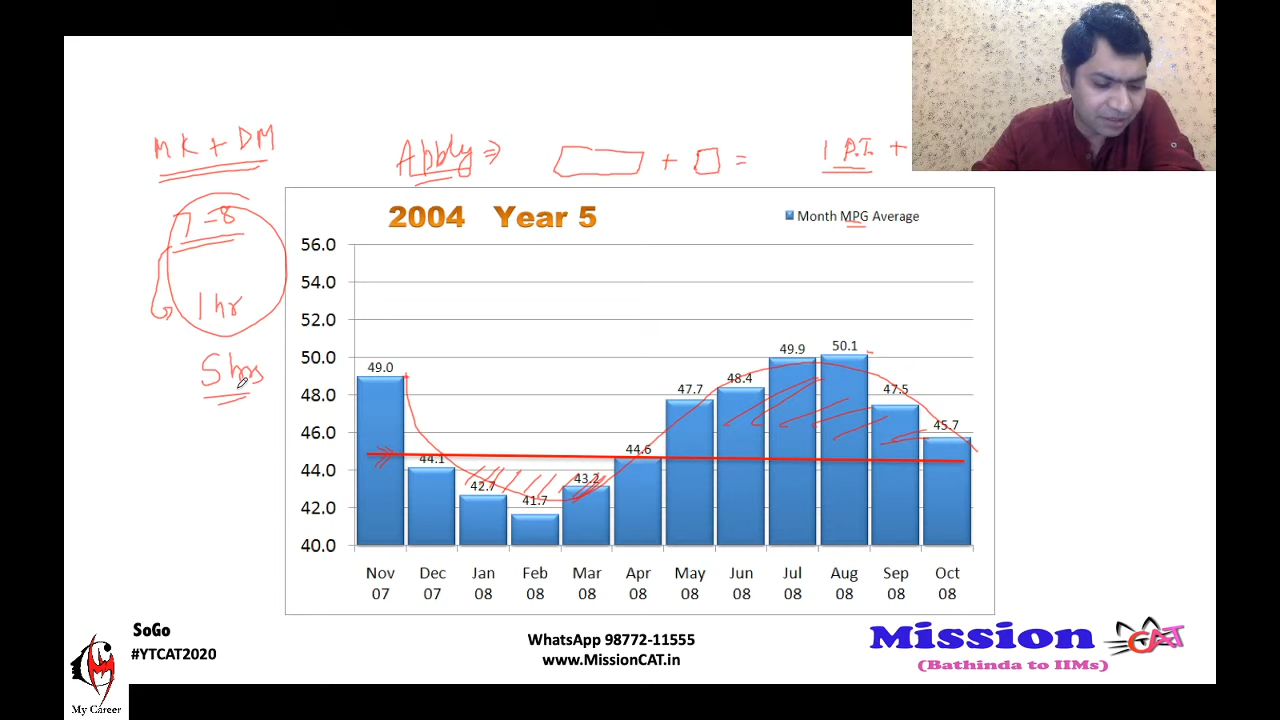 MK + DM
Apply ⇒ + =
1 P.T. +
7 = 8
1 hr
5 hrs
2004 Year 5
Month MPG Average
56.0
54.0
52.0
50.0
48.0
46.0
44.0
42.0
40.0
49.0
44.1
42.7
41.7
43.2
44.6
47.7
48.4
49.9
50.1
47.5
45.7
Nov Dec Jan Feb Mar Apr May Jun Jul Aug Sep Oct
07 07 08 08 08 08 08 08 08 08 08 08
SoGo
#YTCAT2020
My Career
WhatsApp 98772-11555
www.MissionCAT.in
Mission CAT
(Bathinda to IIMs)